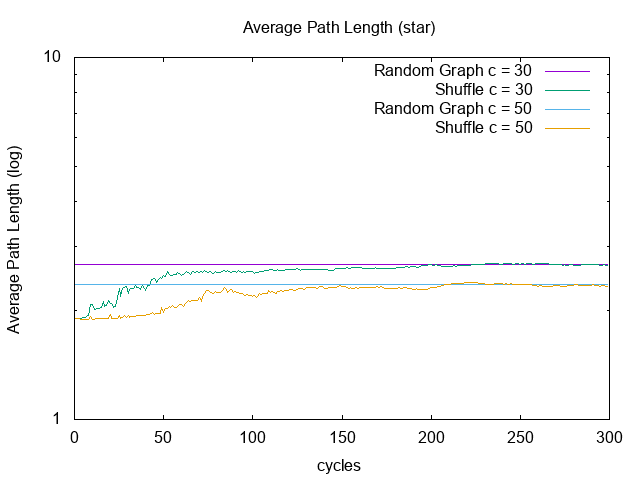 Average Path Length (star)
10
Random Graph c = 30
Shuffle c = 30
Random Graph c = 50
Shuffle c = 50
Average Path Length (log)
1
0 50 100 150 200 250 300
cycles